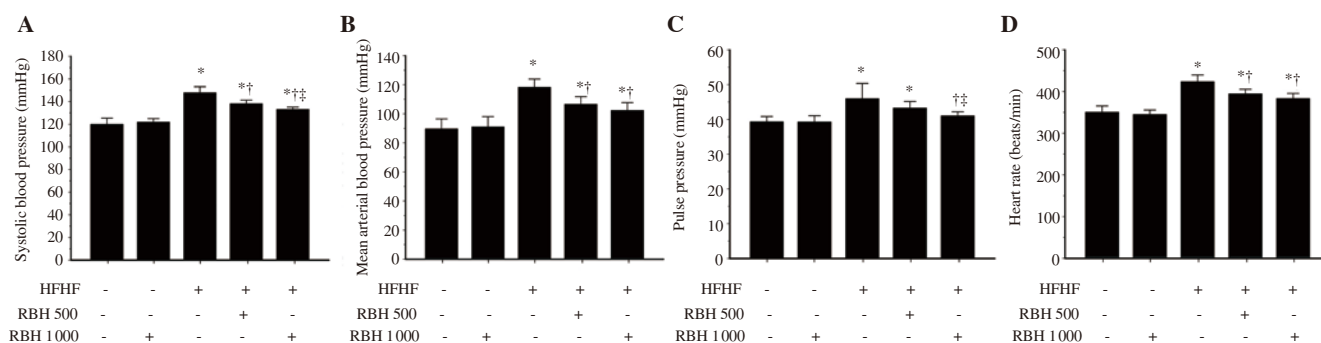 A
Systolic blood pressure (mmHg)
180
160
140
120
100
80
60
40
20
0
*
*†
*†‡
HFHF - - + + +
RBH 500 - - - + -
RBH 1000 - + - - +
B
Mean arterial blood pressure (mmHg)
140
120
100
80
60
40
20
0
*
*†
*†
HFHF - - + + +
RBH 500 - - - + -
RBH 1000 - + - - +
C
Pulse pressure (mmHg)
60
50
40
30
20
10
0
*
*
†‡
HFHF - - + + +
RBH 500 - - - + -
RBH 1000 - + - - +
D
Heart rate (beats/min)
500
400
300
200
100
0
*
*†
*†
HFHF - - + + +
RBH 500 - - - + -
RBH 1000 - + - - +